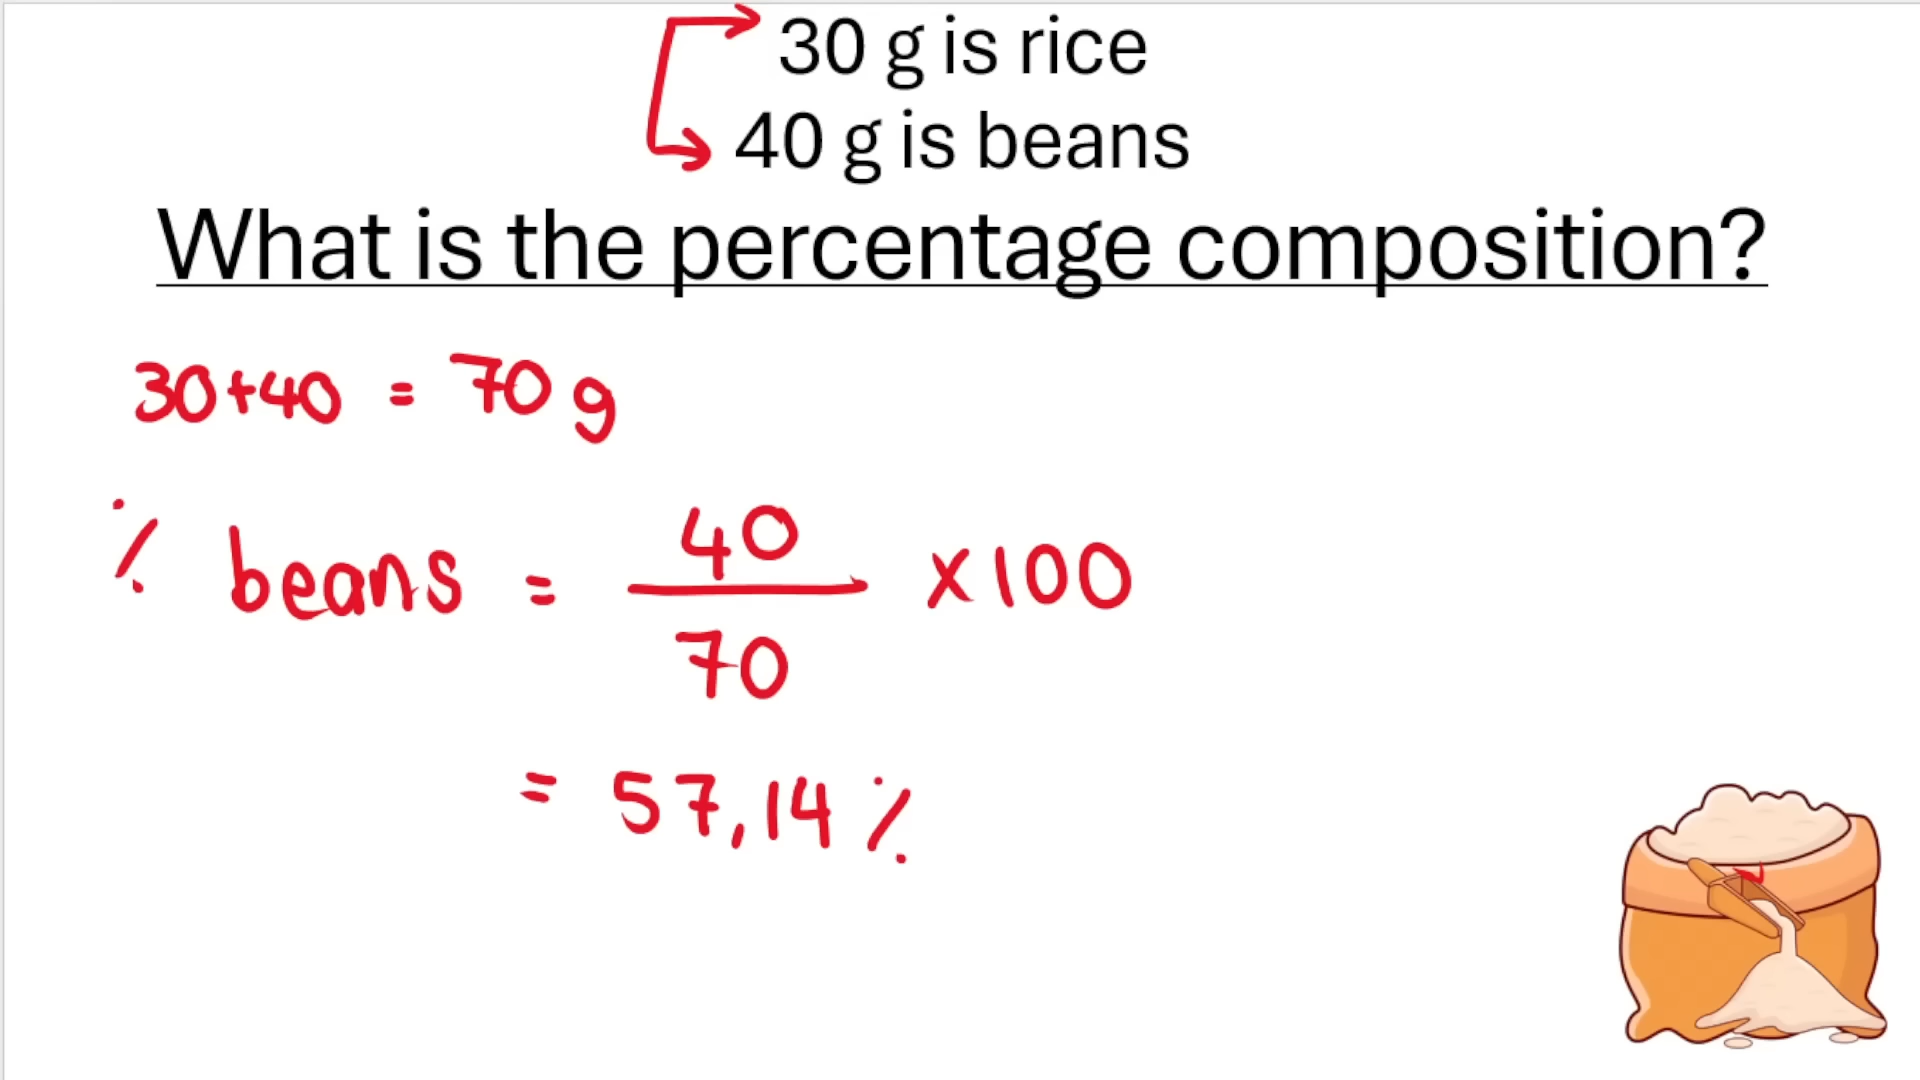 30 g is rice
40 g is beans
What is the percentage composition?
30+40 = 70 g
% beans = 40/70 x100
= 57,14 %